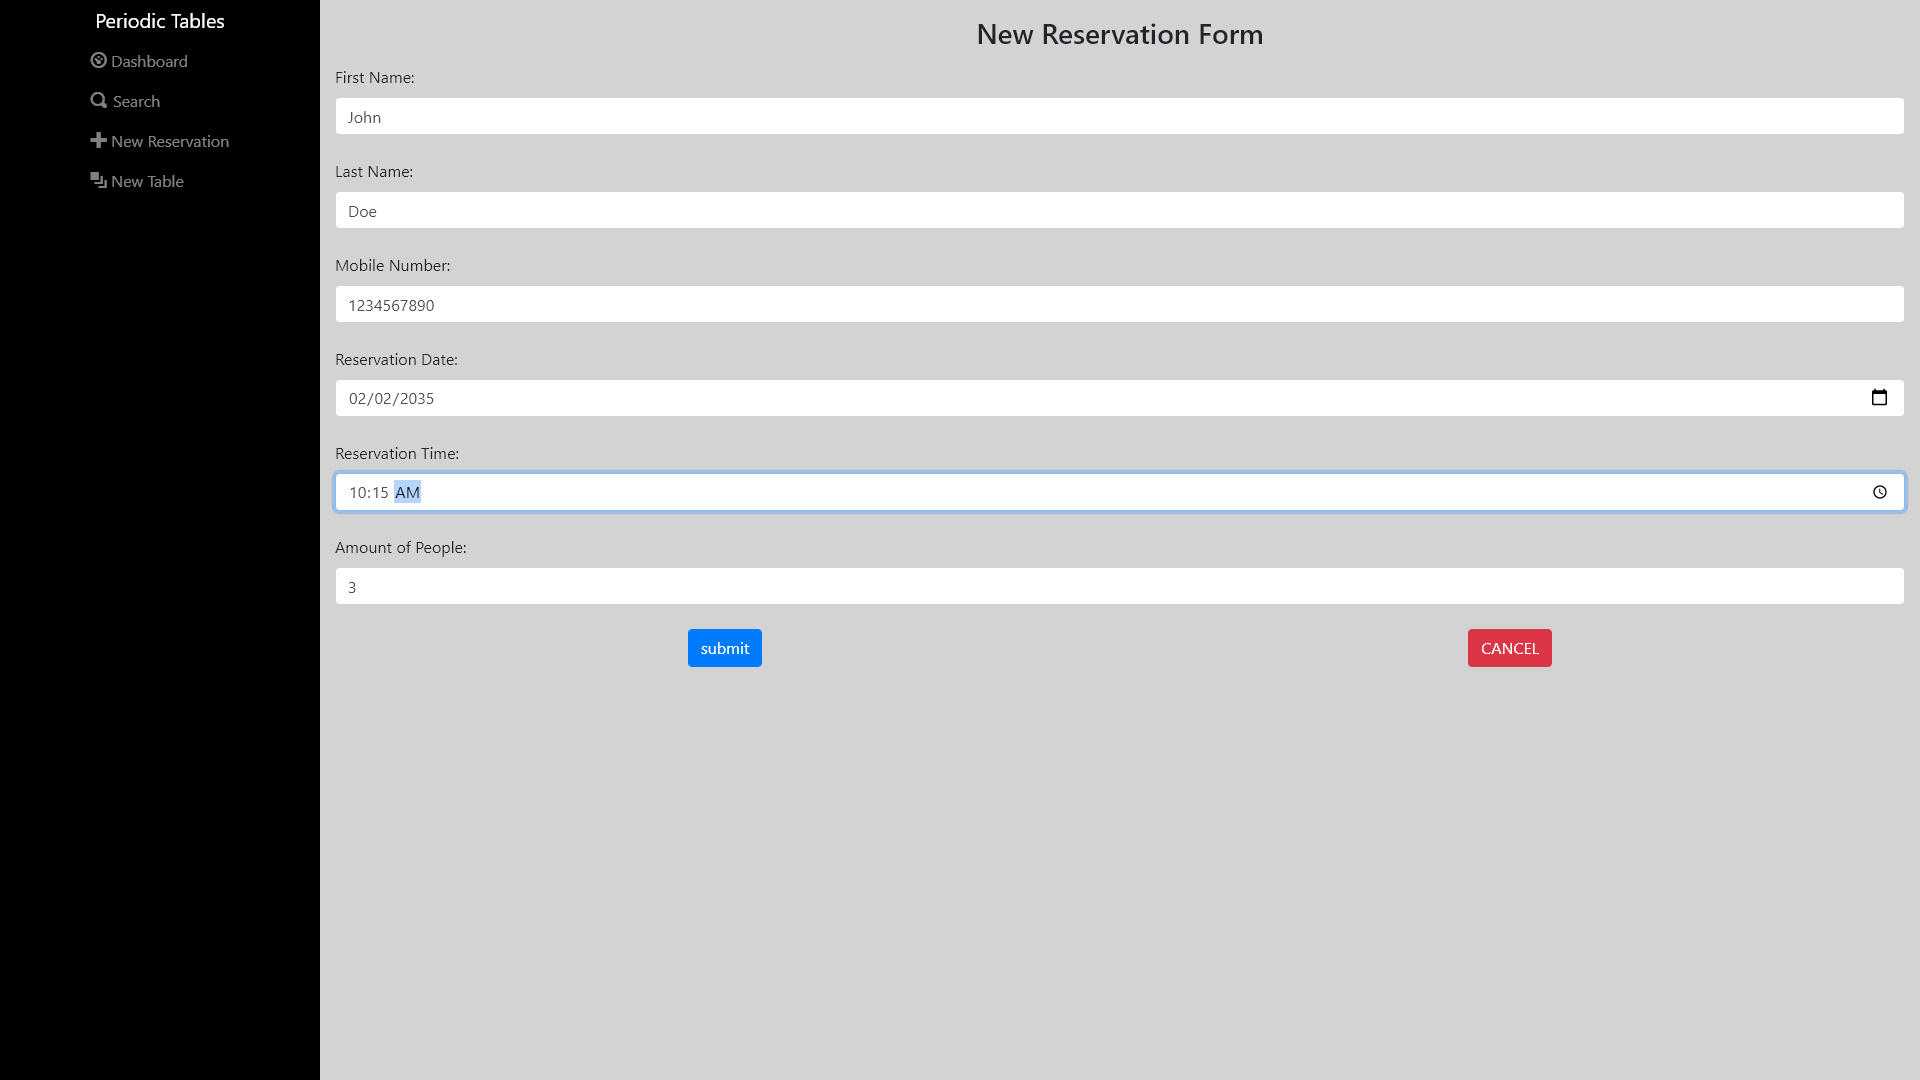 Periodic Tables
Dashboard
Search
New Reservation
New Table
New Reservation Form
First Name:
John
Last Name:
Doe
Mobile Number:
1234567890
Reservation Date:
02/02/2035
Reservation Time:
10:15 AM
Amount of People:
3
submit
CANCEL